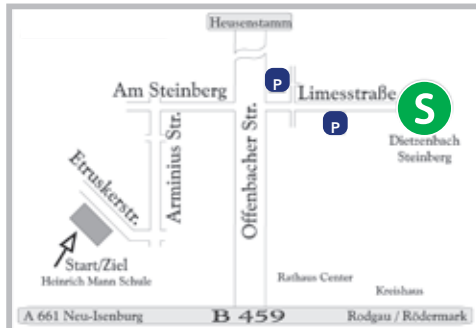 Heusenstamm
P
Am Steinberg
Limesstraße
S
P
Dietzenbach
Steinberg
Arminius Str.
Offenbacher Str.
Etruskerstr.
Start/Ziel
Heinrich Mann Schule
Rathaus Center
Kreishaus
A 661 Neu-Isenburg
B 459
Rodgau / Rödermark